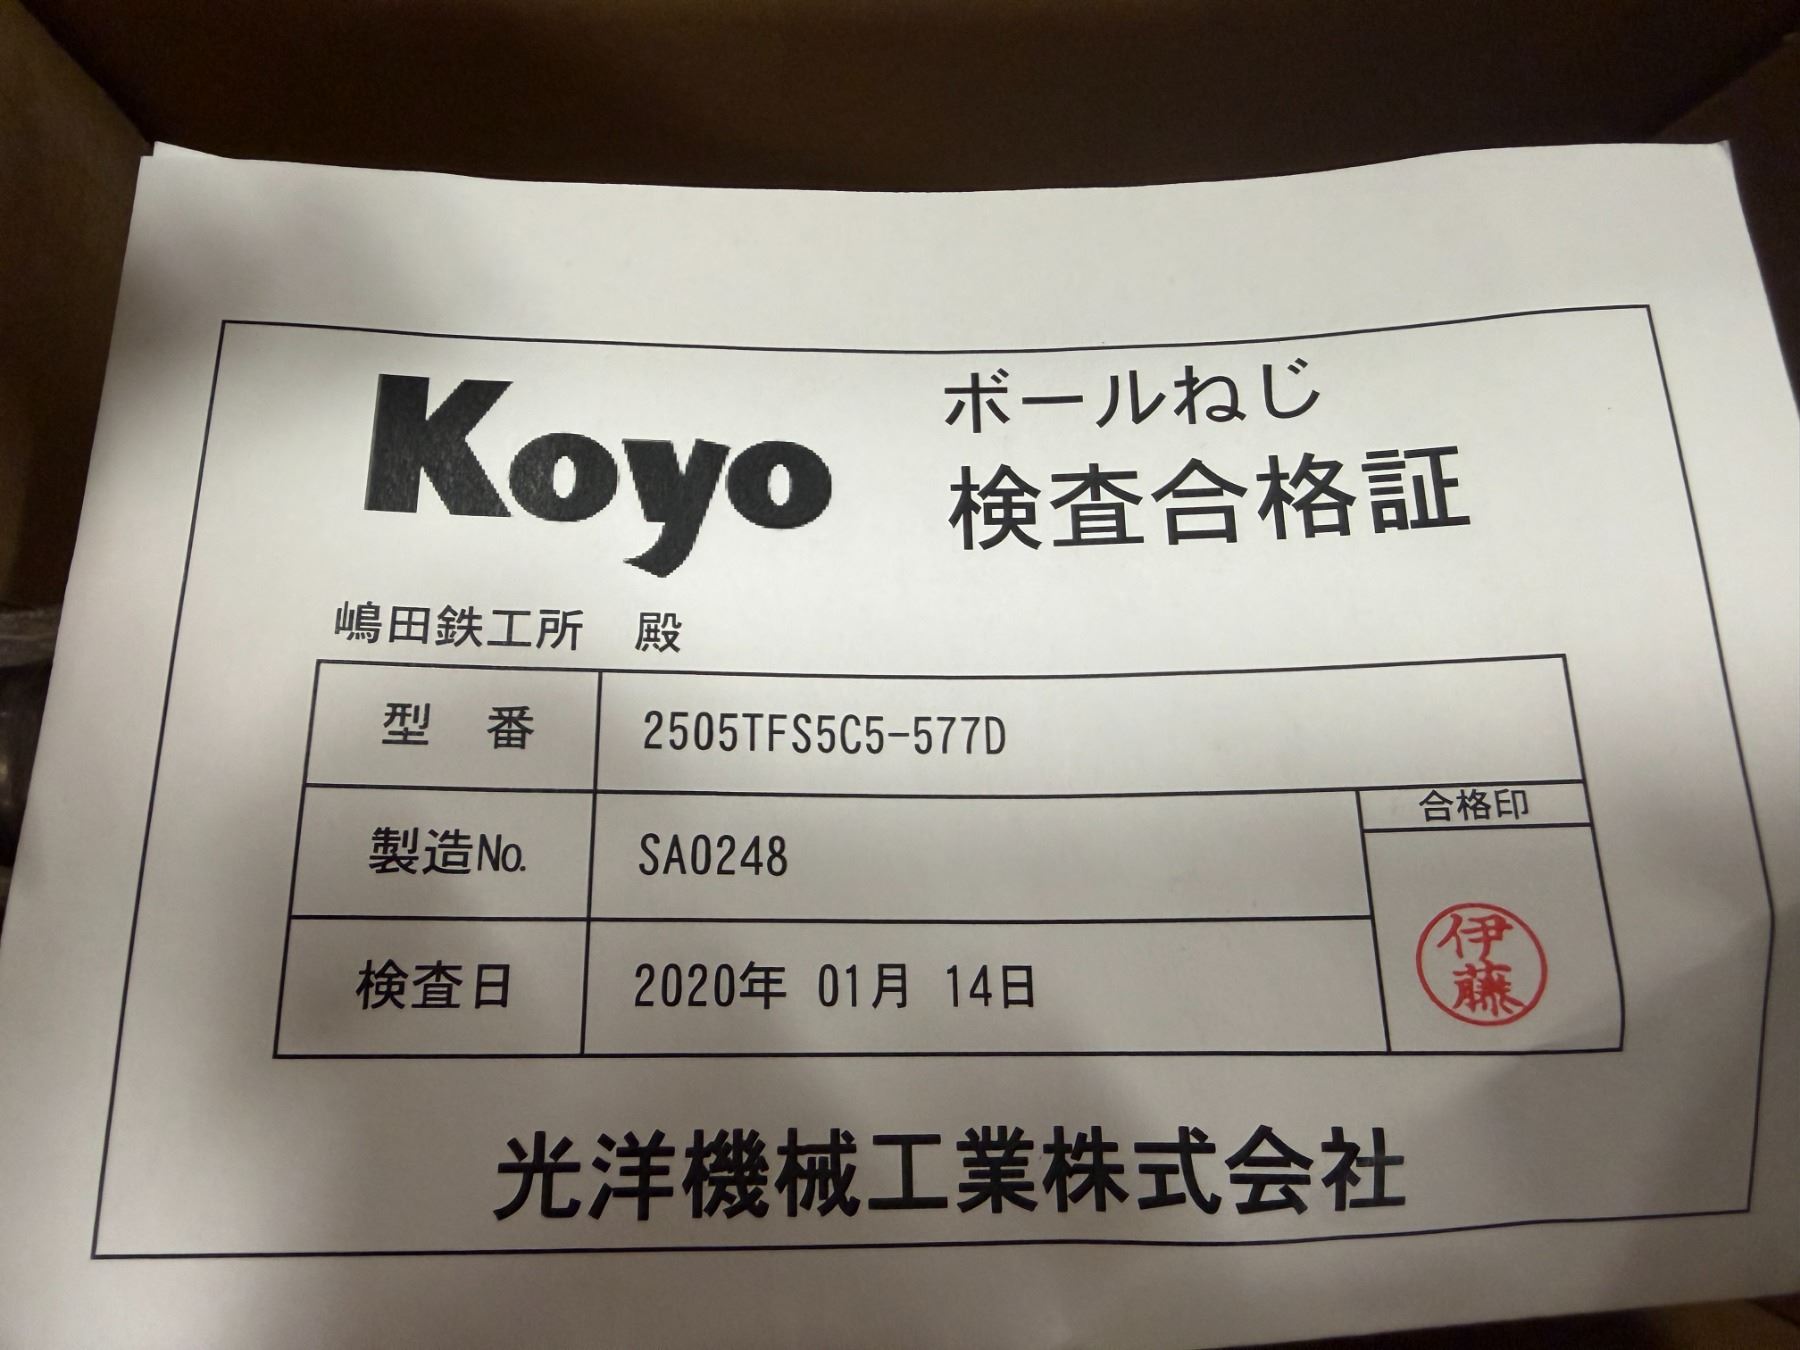 Koyo
ボールねじ
検査合格証
嶋田鉄工所 殿
型 番 2505TFS5C5-577D
製造No. SA0248
合格印
検査日 2020年 01月 14日
伊藤
光洋機械工業株式会社